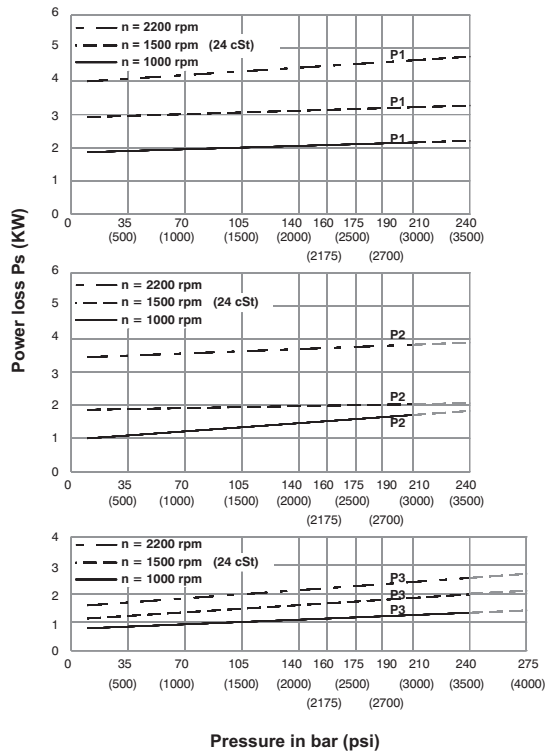 Power loss Ps (KW)
6
5
4
3
2
1
0
n = 2200 rpm
n = 1500 rpm (24 cSt)
n = 1000 rpm
P1
P1
P1
0 35 70 105 140 160 175 190 210 240
(500) (1000) (1500) (2000) (2500) (3000) (3500)
(2175) (2700)
6
5
4
3
2
1
0
n = 2200 rpm
n = 1500 rpm (24 cSt)
n = 1000 rpm
P2
P2
P2
0 35 70 105 140 160 175 190 210 240
(500) (1000) (1500) (2000) (2500) (3000) (3500)
(2175) (2700)
4
3
2
1
0
n = 2200 rpm
n = 1500 rpm (24 cSt)
n = 1000 rpm
P3
P3
P3
0 35 70 105 140 160 175 190 210 240 275
(500) (1000) (1500) (2000) (2500) (3000) (3500) (4000)
(2175) (2700)
Pressure in bar (psi)